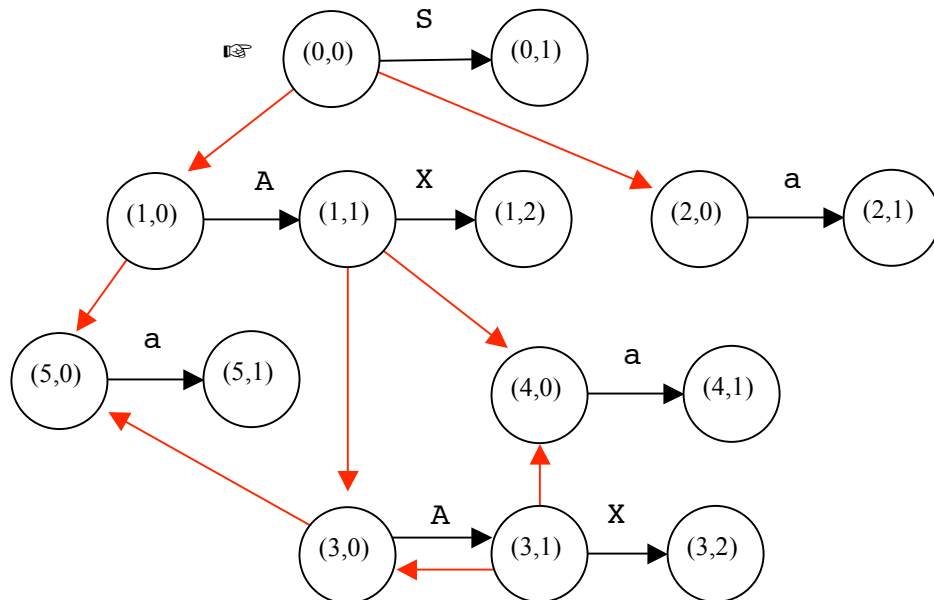 S
☞ (0,0) (0,1)
A X a
(1,0) (1,1) (1,2) (2,0) (2,1)
a a
(5,0) (5,1) (4,0) (4,1)
A X
(3,0) (3,1) (3,2)